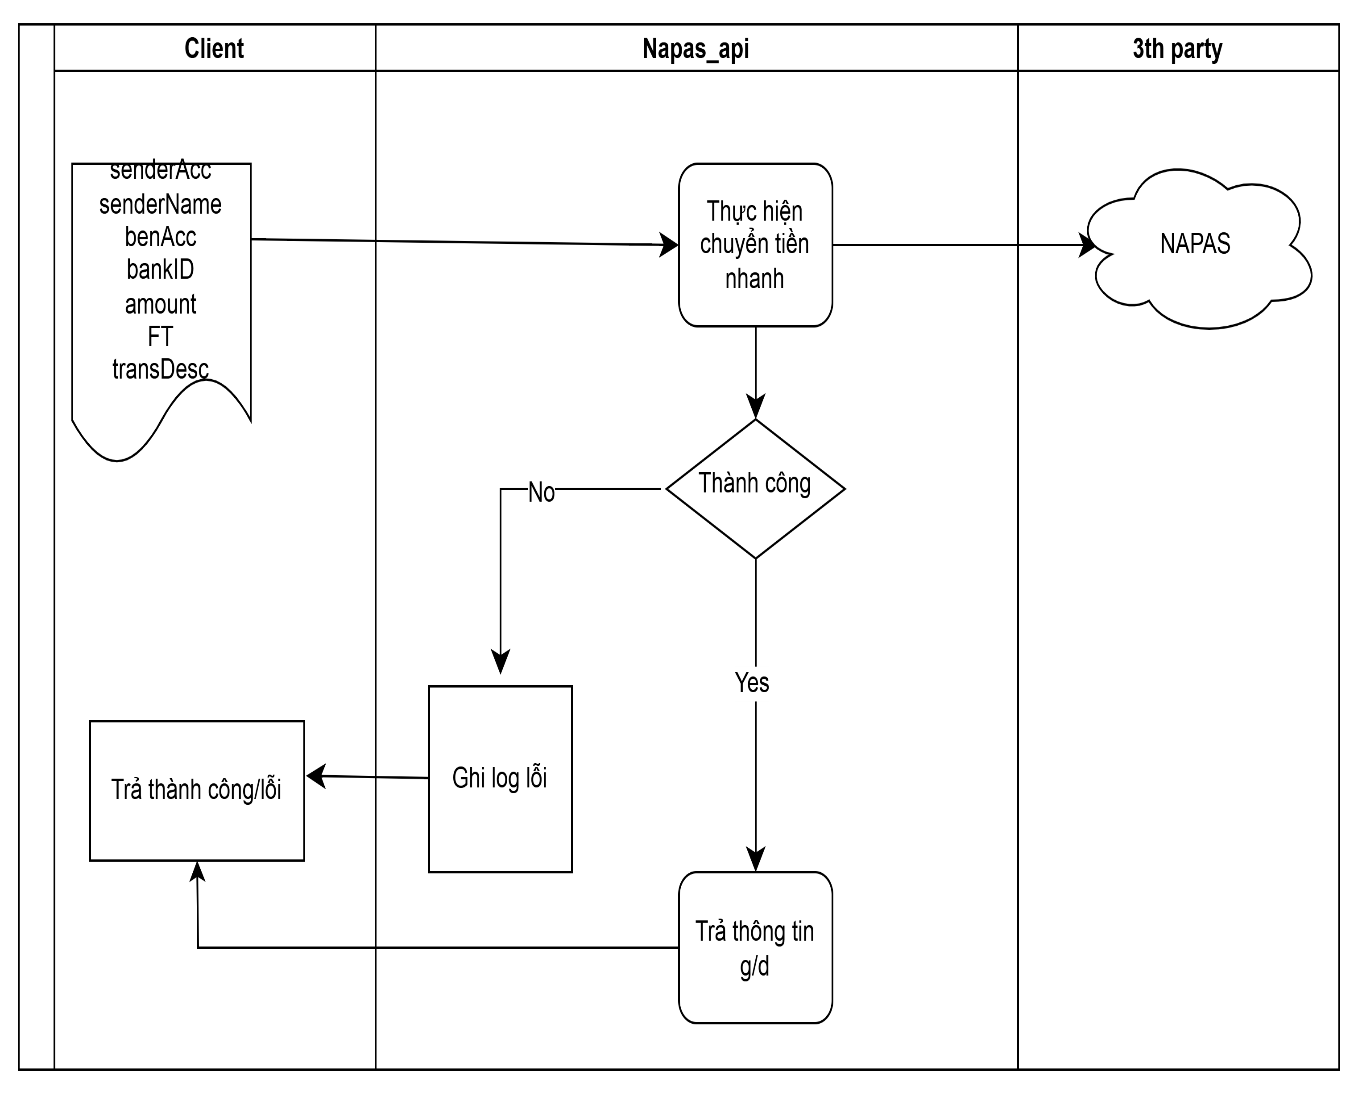 Client
Napas_api
3th party
senderAcc
senderName
benAcc
bankID
amount
FT
transDesc
Thực hiện
chuyển tiền
nhanh
NAPAS
Thành công
No
Yes
Trả thành công/lỗi
Ghi log lỗi
Trả thông tin
g/d